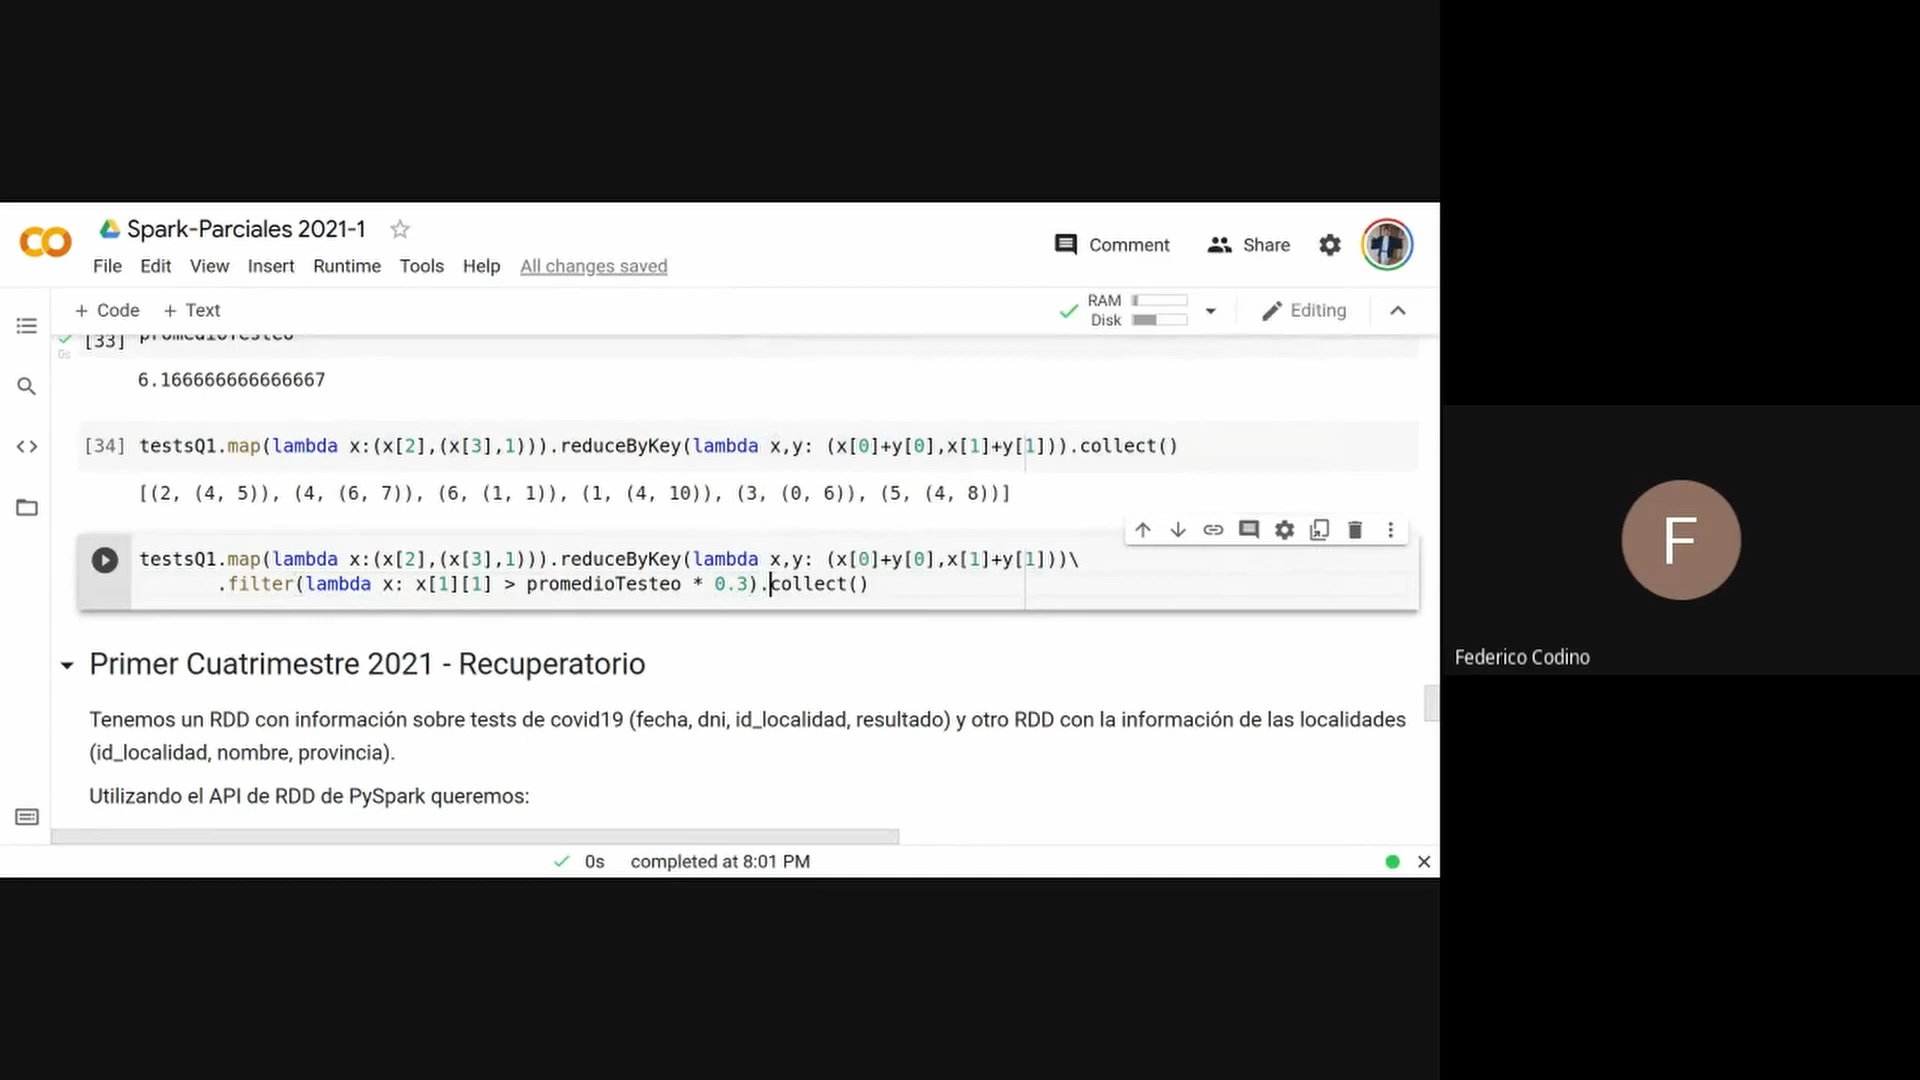 Spark-Parciales 2021-1
File Edit View Insert Runtime Tools Help All changes saved
Comment Share
+ Code + Text
RAM
Disk
Editing
[33] promedioTesteo
0s
6.166666666666667
[34] testsQ1.map(lambda x:(x[2],(x[3],1))).reduceByKey(lambda x,y: (x[0]+y[0],x[1]+y[1])).collect()
[(2, (4, 5)), (4, (6, 7)), (6, (1, 1)), (1, (4, 10)), (3, (0, 6)), (5, (4, 8))]
testsQ1.map(lambda x:(x[2],(x[3],1))).reduceByKey(lambda x,y: (x[0]+y[0],x[1]+y[1]))\
.filter(lambda x: x[1][1] > promedioTesteo * 0.3).collect()
Primer Cuatrimestre 2021 - Recuperatorio
Tenemos un RDD con información sobre tests de covid19 (fecha, dni, id_localidad, resultado) y otro RDD con la información de las localidades
(id_localidad, nombre, provincia).
Utilizando el API de RDD de PySpark queremos:
0s completed at 8:01 PM
F
Federico Codino